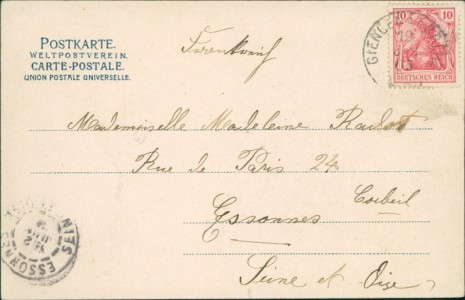 POSTKARTE.
WELTPOSTVEREIN.
CARTE-POSTALE.
UNION POSTALE UNIVERSELLE.
Frankreich
10 10
DEUTSCHES REICH
Mademoiselle Madeleine
Rue de Paris 24
Corbeil
Essonnes
Seine et Oise
ESSONNES